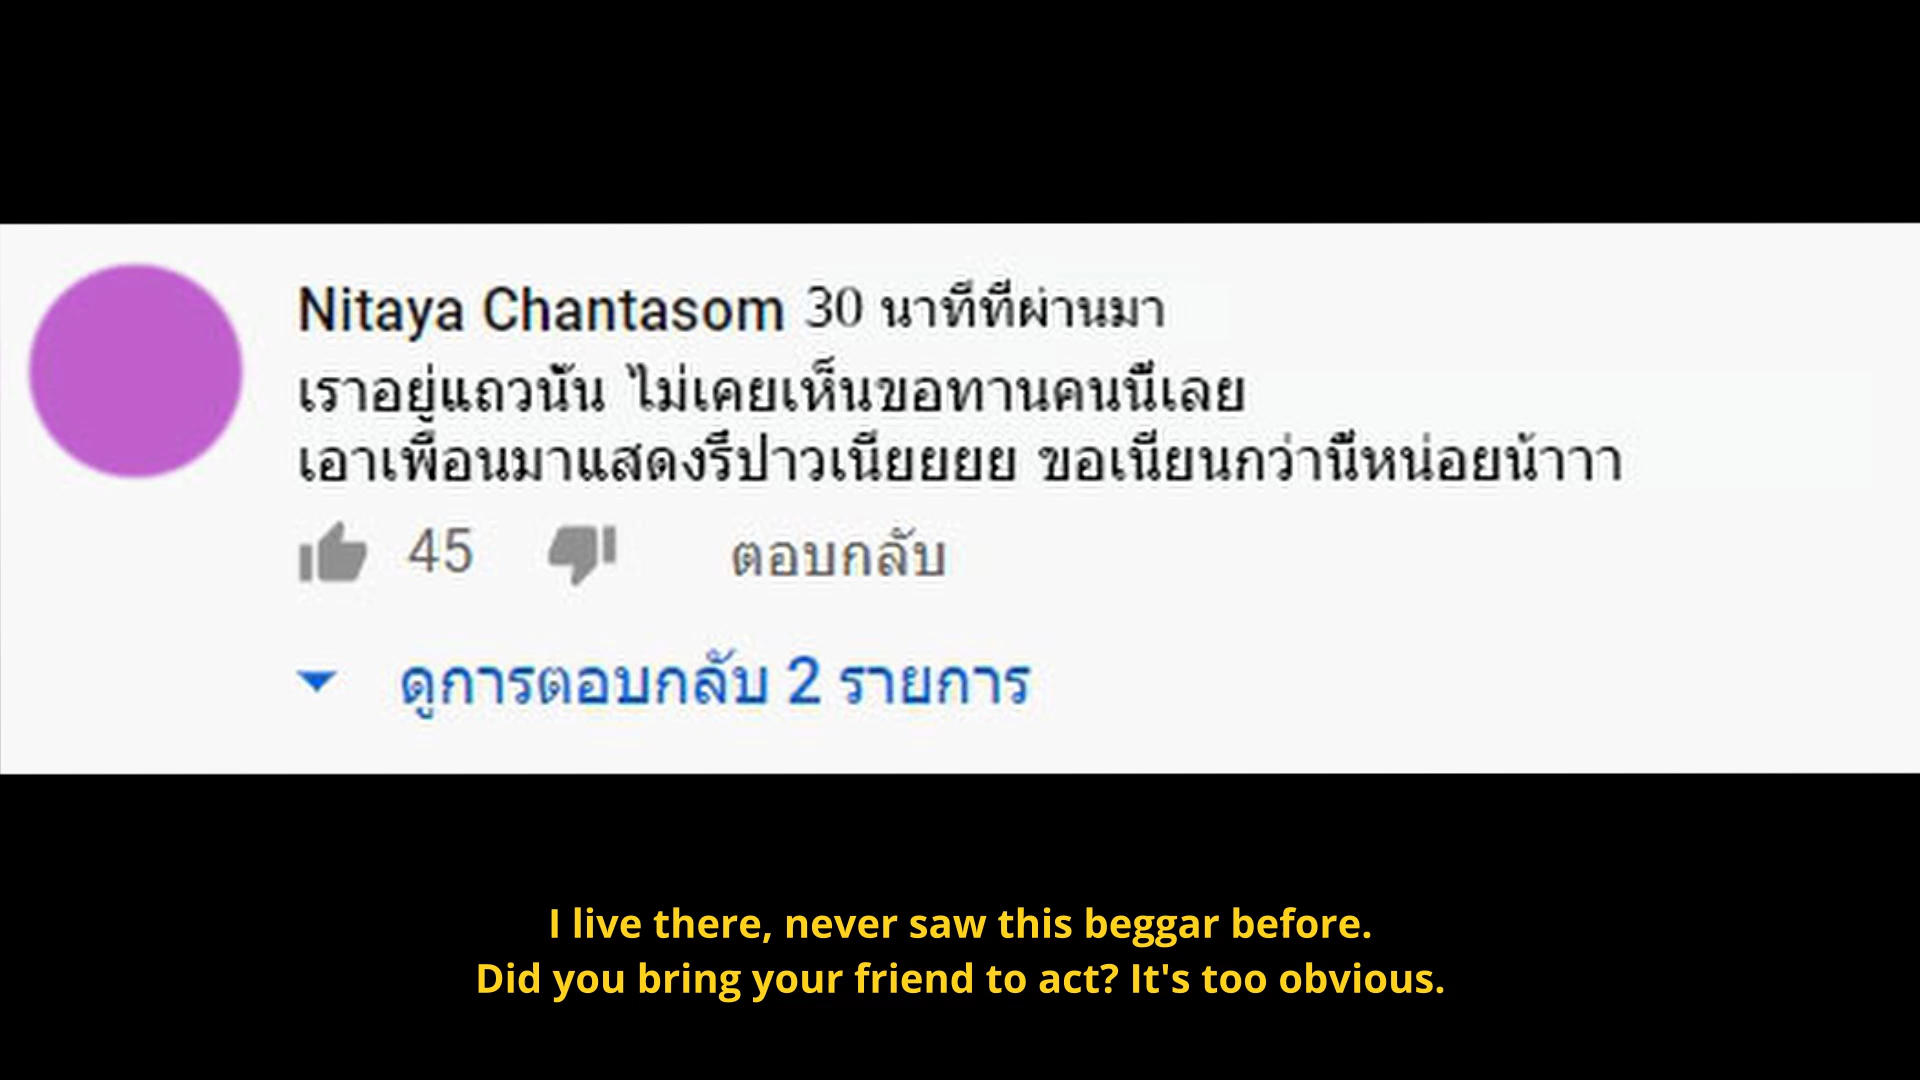 Nitaya Chantasom 30 นาทีที่ผ่านมา
เราอยู่แถวนั้น ไม่เคยเห็นขอทานคนนี้เลย
เอาเพื่อนมาแสดงรึป่าวเนี่ยยยย ขอเนียนกว่านี้หน่อยน้าาา
45 ตอบกลับ
ดูการตอบกลับ 2 รายการ
I live there, never saw this beggar before.
Did you bring your friend to act? It's too obvious.